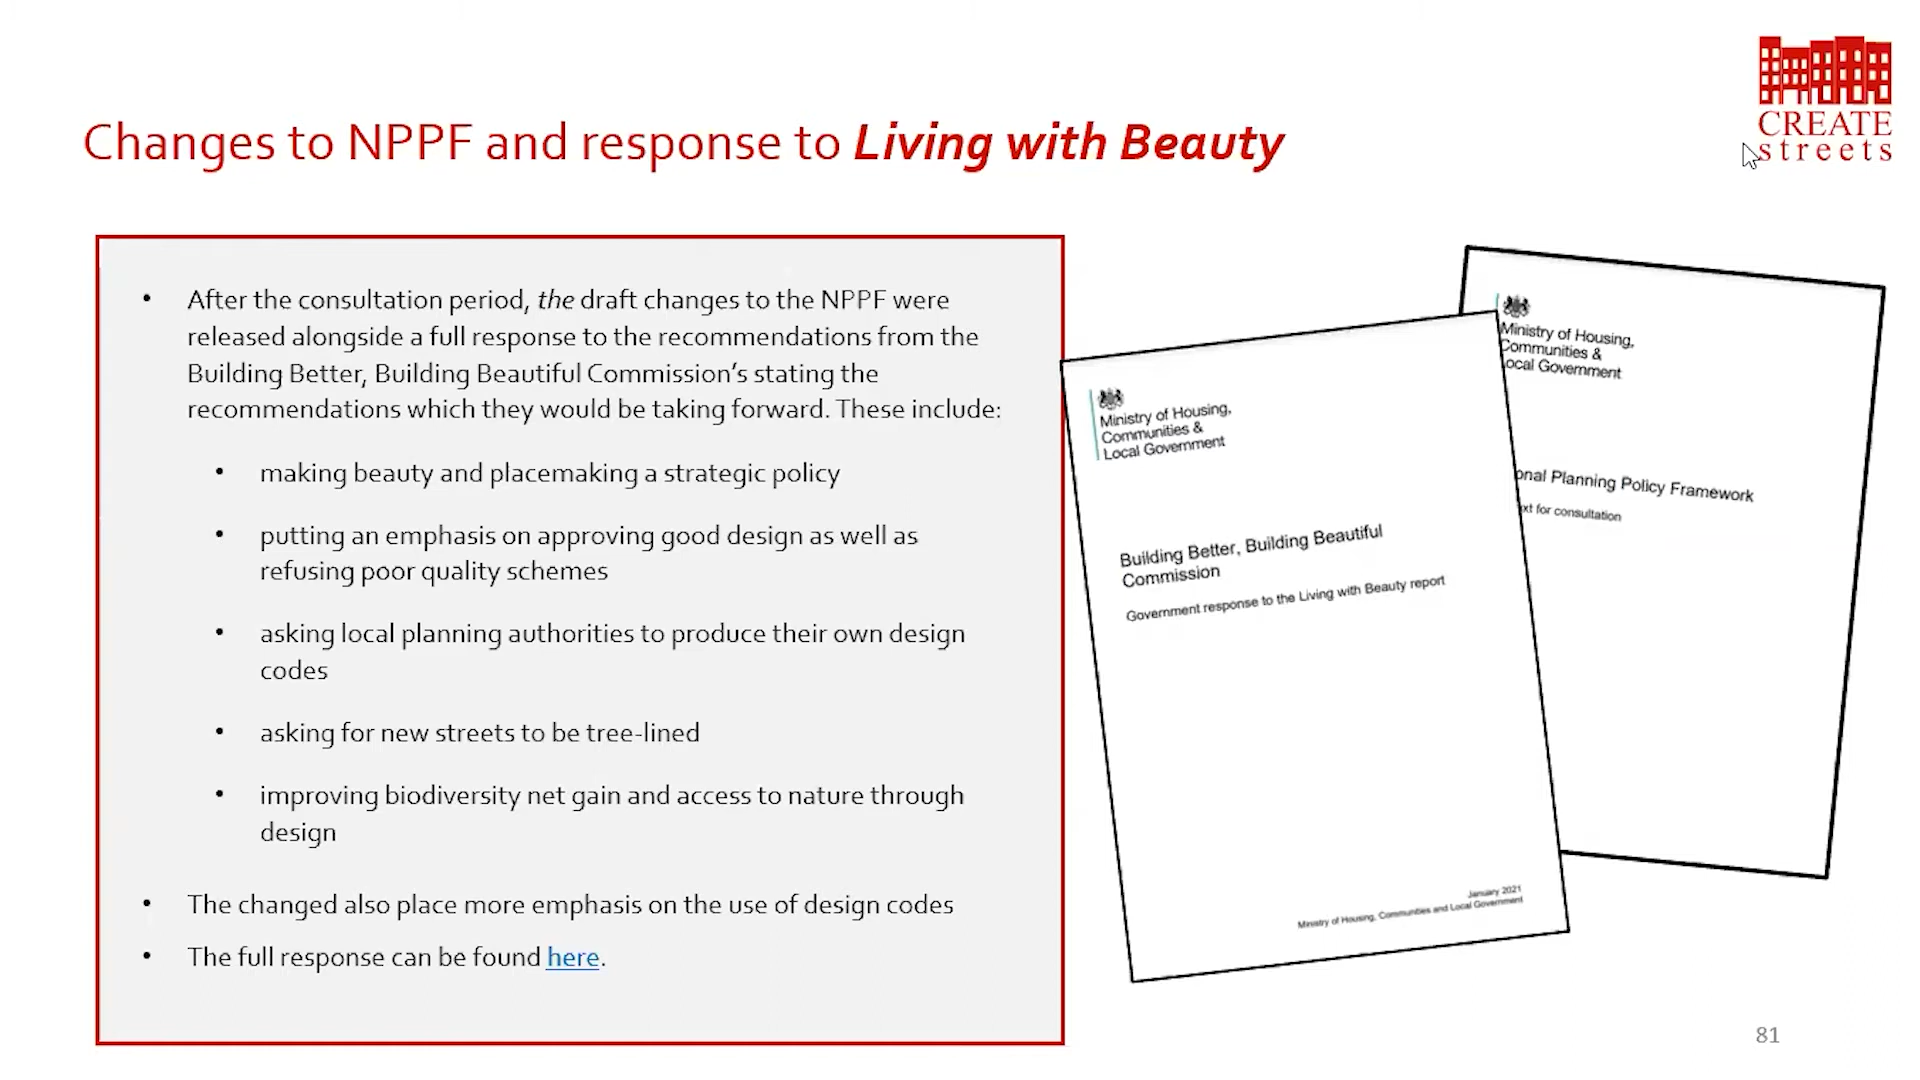 CREATE
streets
Changes to NPPF and response to Living with Beauty
• After the consultation period, the draft changes to the NPPF were
released alongside a full response to the recommendations from the
Building Better, Building Beautiful Commission's stating the
recommendations which they would be taking forward. These include:
• making beauty and placemaking a strategic policy
• putting an emphasis on approving good design as well as
refusing poor quality schemes
• asking local planning authorities to produce their own design
codes
• asking for new streets to be tree-lined
• improving biodiversity net gain and access to nature through
design
• The changed also place more emphasis on the use of design codes
• The full response can be found here.
Ministry of Housing,
Communities &
Local Government
Building Better, Building Beautiful
Commission
Government response to the Living with Beauty report
January 2021
Ministry of Housing, Communities and Local Government
Ministry of Housing,
Communities &
ocal Government
onal Planning Policy Framework
xt for consultation
81